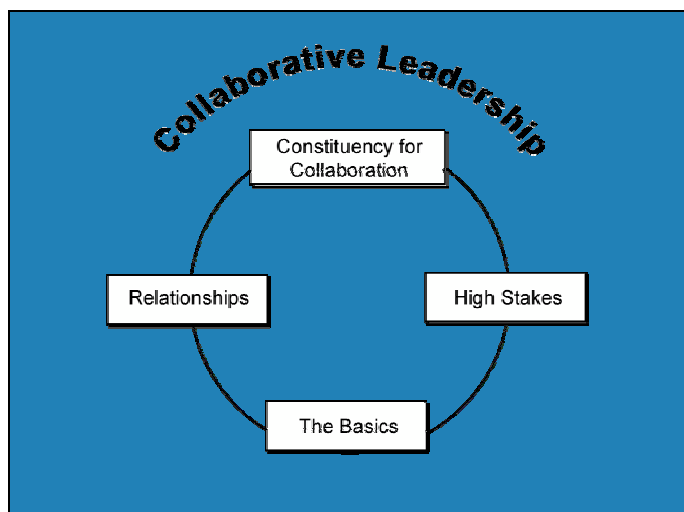 Collaborative Leadership
Constituency for
Collaboration
Relationships
High Stakes
The Basics